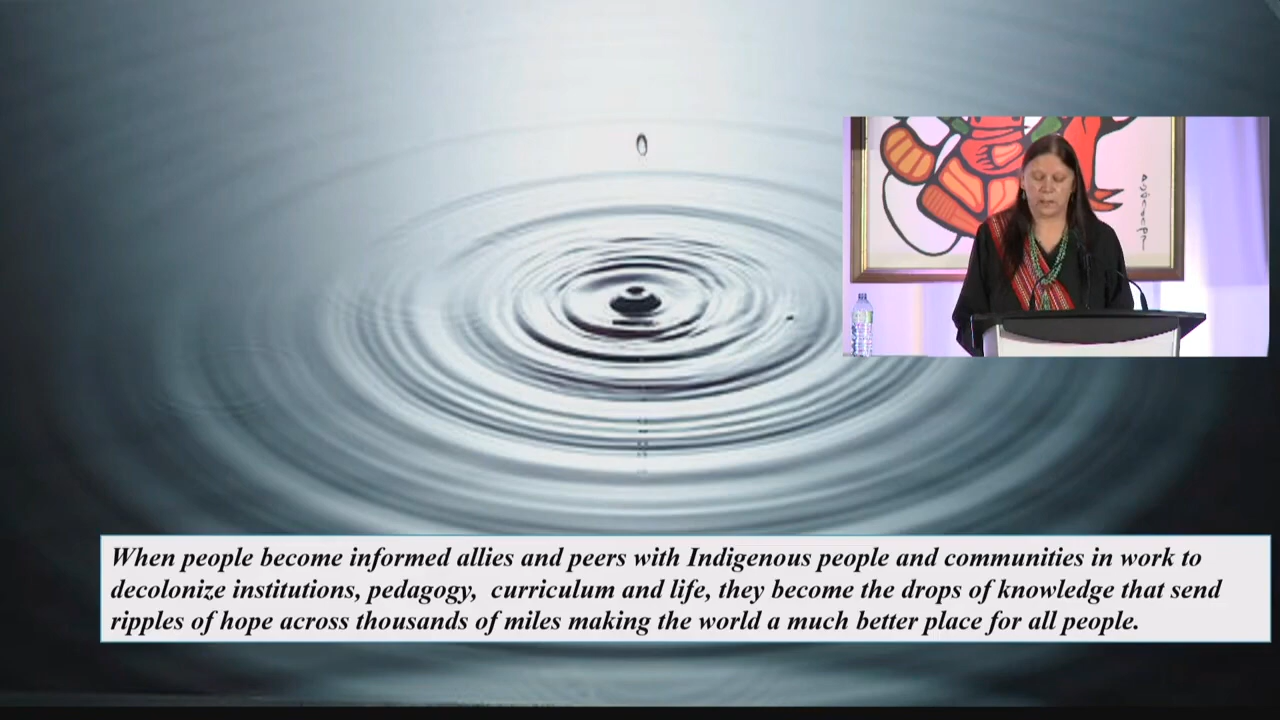 When people become informed allies and peers with Indigenous people and communities in work to
decolonize institutions, pedagogy, curriculum and life, they become the drops of knowledge that send
ripples of hope across thousands of miles making the world a much better place for all people.